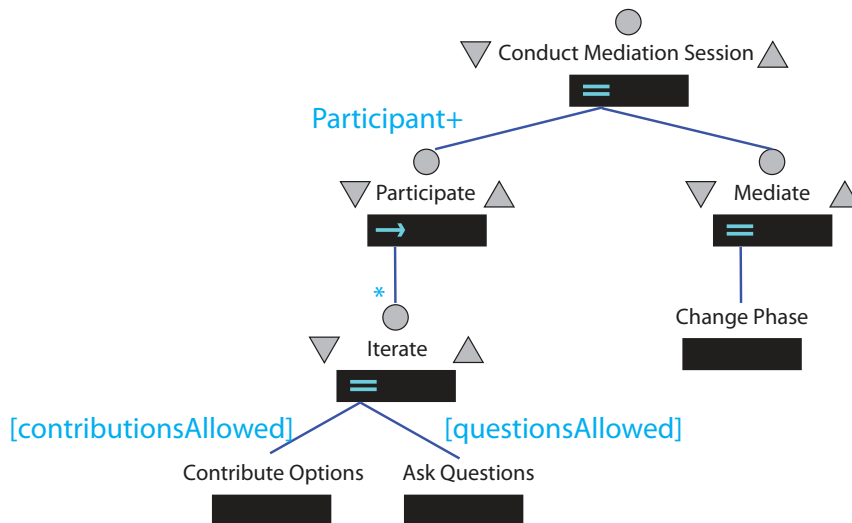 Conduct Mediation Session
Participant+
Participate
Mediate
*
Iterate
Change Phase
[contributionsAllowed]
[questionsAllowed]
Contribute Options
Ask Questions